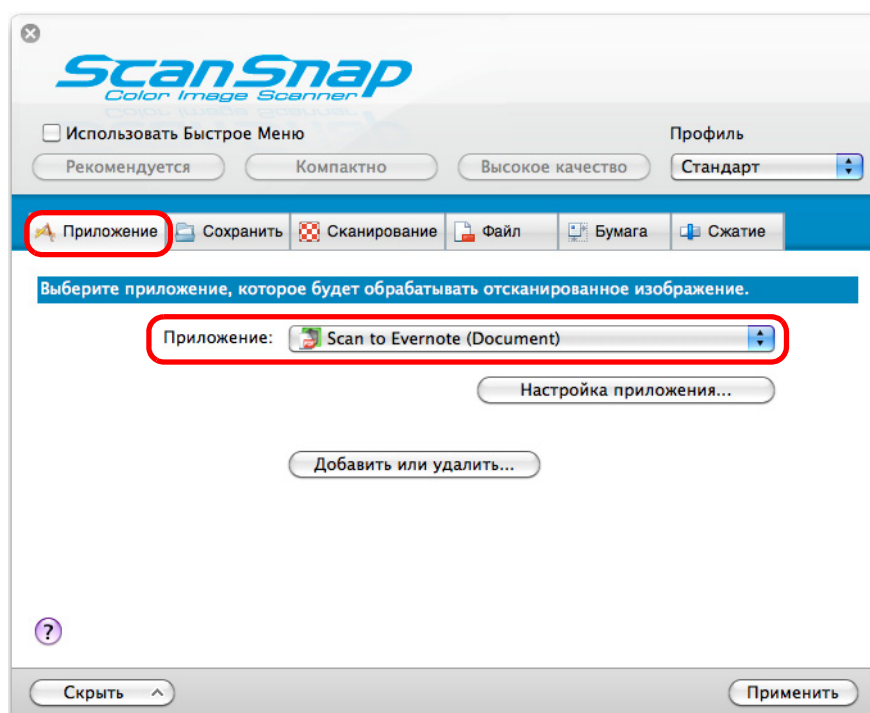 ScanSnap
Color Image Scanner
Использовать Быстрое Меню
Профиль
Рекомендуется Компактно Высокое качество Стандарт
Приложение Сохранить Сканирование Файл Бумага Сжатие
Выберите приложение, которое будет обрабатывать отсканированное изображение.
Приложение: Scan to Evernote (Document)
Настройка приложения...
Добавить или удалить...
?
Скрыть Применить